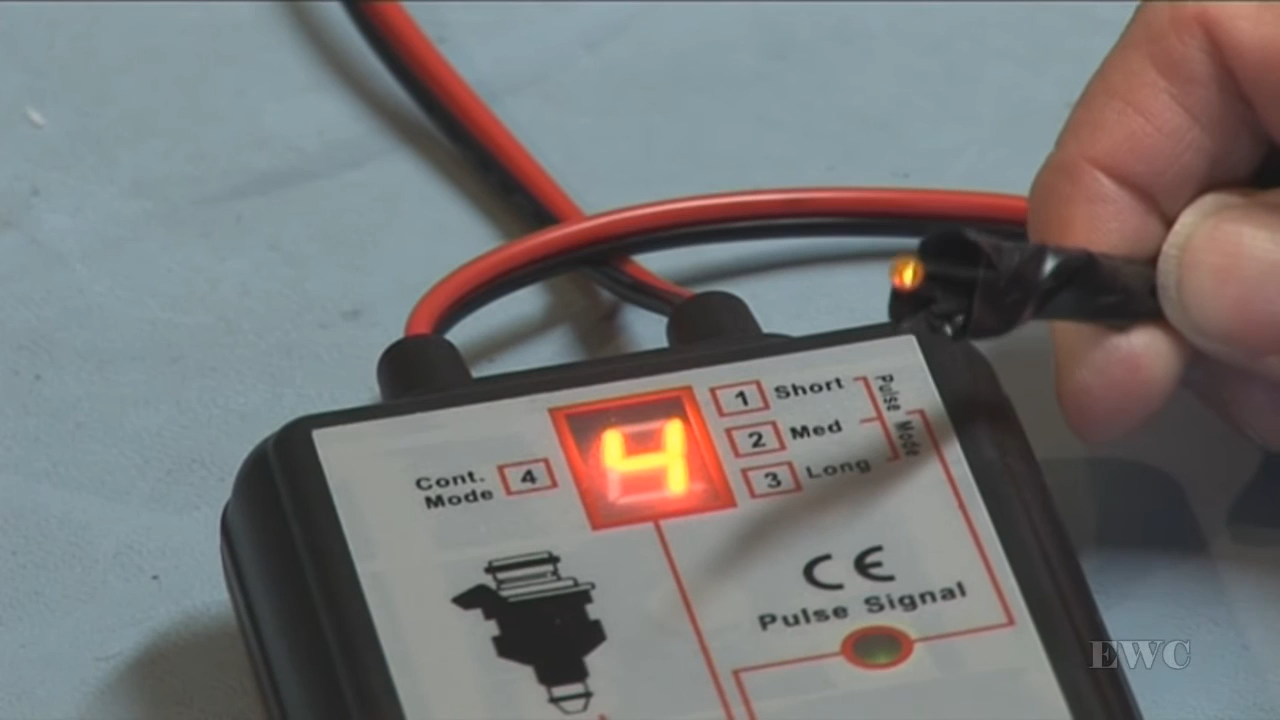 1 Short
2 Med
3 Long
Pulse Mode
Cont.
Mode 4
4
CE
Pulse Signal
EWC